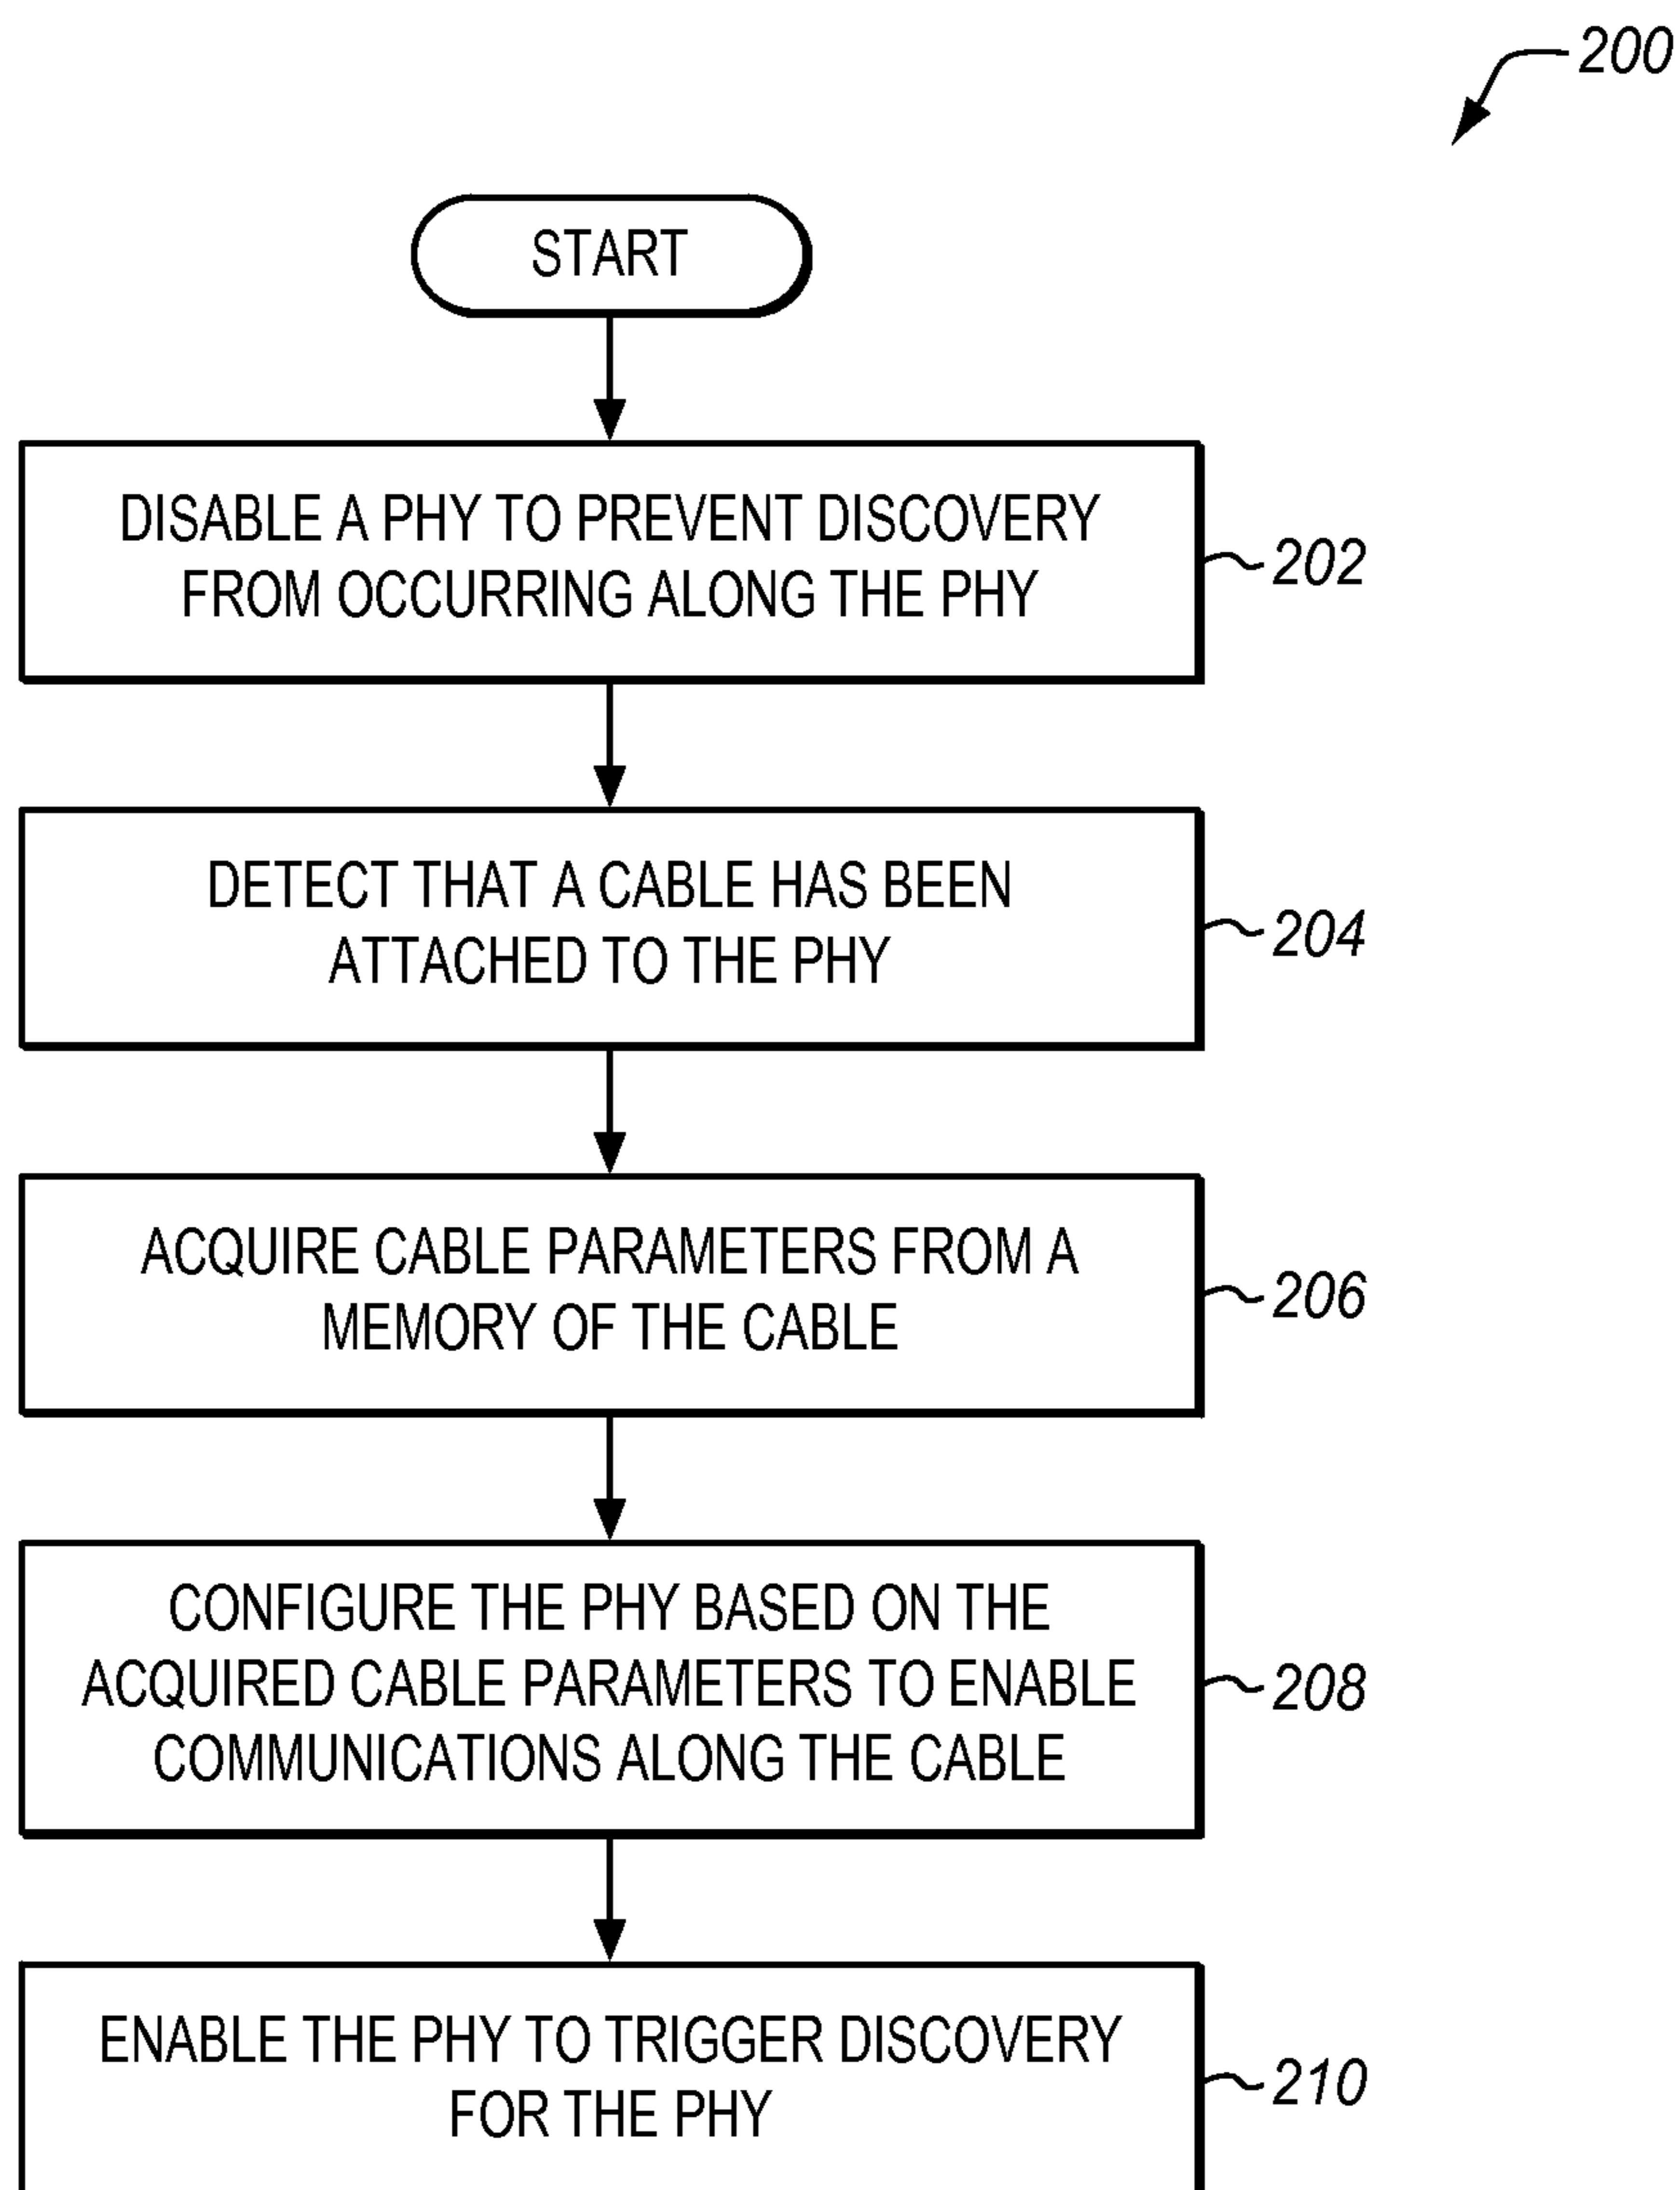 200
START
DISABLE A PHY TO PREVENT DISCOVERY
FROM OCCURRING ALONG THE PHY
202
DETECT THAT A CABLE HAS BEEN
ATTACHED TO THE PHY
204
ACQUIRE CABLE PARAMETERS FROM A
MEMORY OF THE CABLE
206
CONFIGURE THE PHY BASED ON THE
ACQUIRED CABLE PARAMETERS TO ENABLE
COMMUNICATIONS ALONG THE CABLE
208
ENABLE THE PHY TO TRIGGER DISCOVERY
FOR THE PHY
210